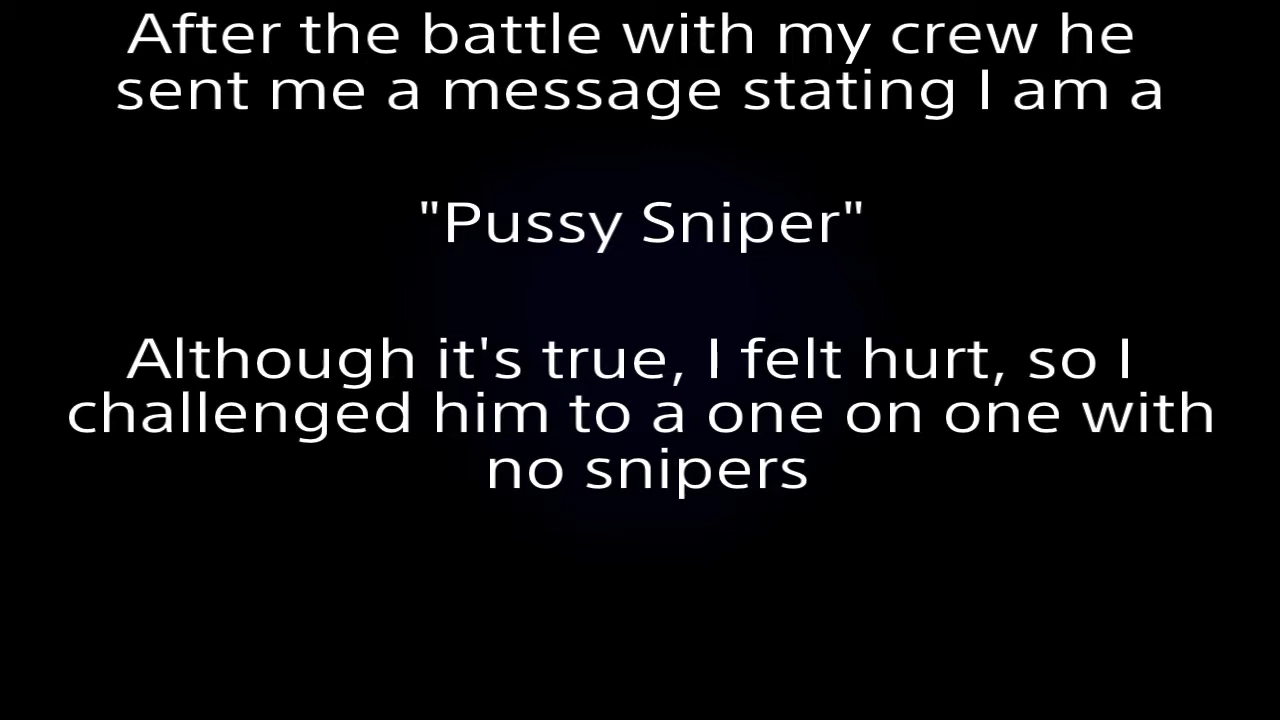 After the battle with my crew he
sent me a message stating I am a
"Pussy Sniper"
Although it's true, I felt hurt, so I
challenged him to a one on one with
no snipers